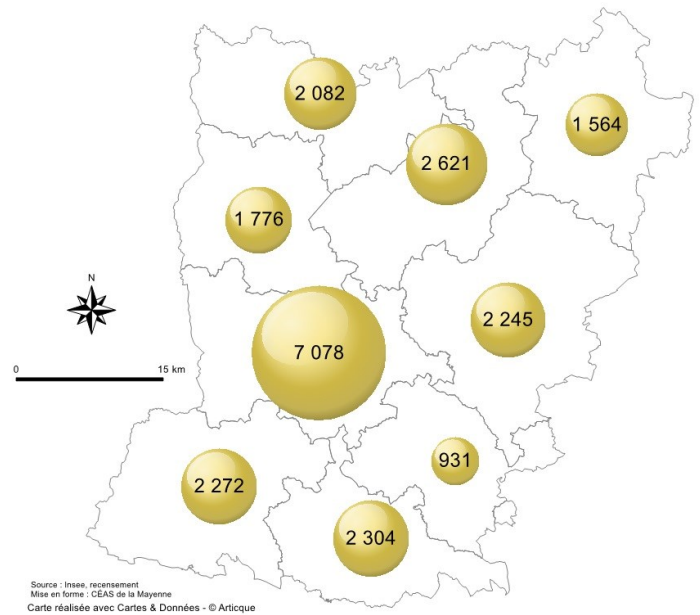 2 082
1 564
2 621
1 776
N
2 245
7 078
0 15 km
931
2 272
2 304
Source : Insee, recensement
Mise en forme : CÉAS de la Mayenne
Carte réalisée avec Cartes & Données - © Articque